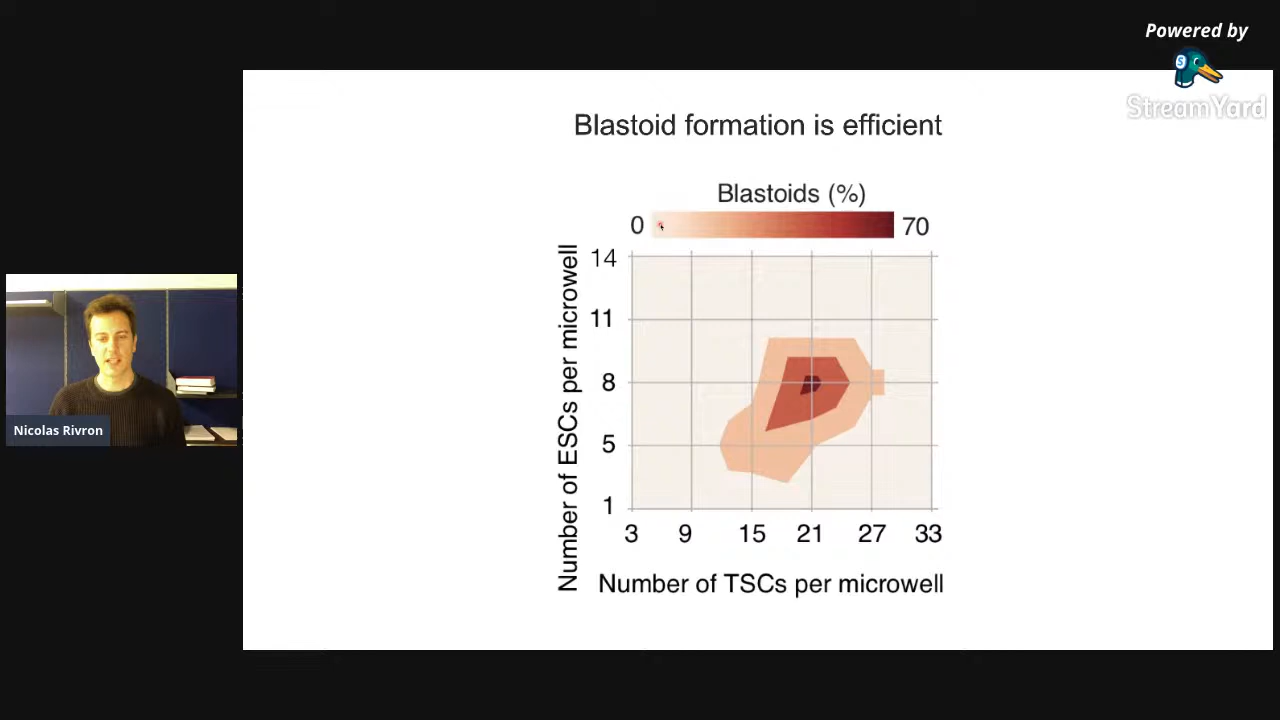 Powered by
StreamYard
Blastoid formation is efficient
Blastoids (%)
0 70
Number of ESCs per microwell
14
11
8
5
1
3 9 15 21 27 33
Number of TSCs per microwell
Nicolas Rivron